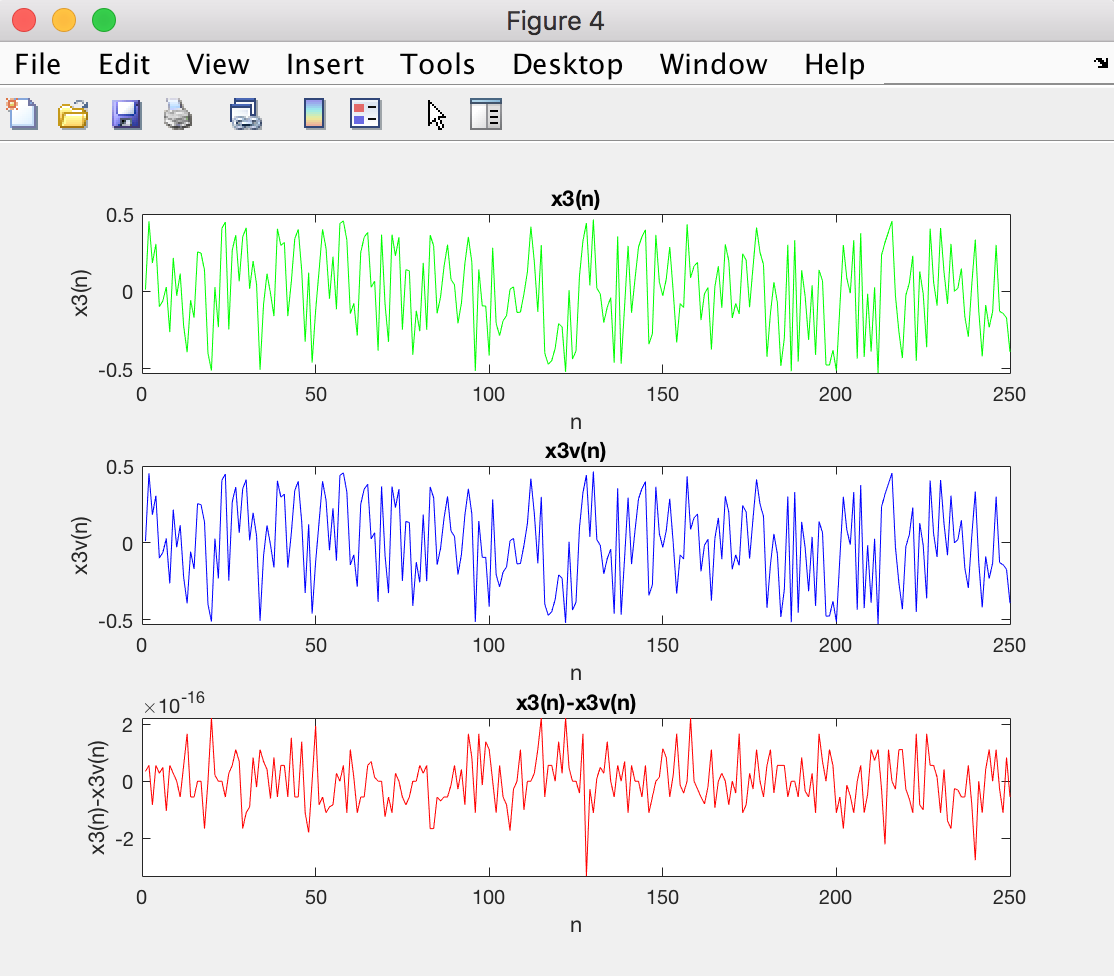 Figure 4
File Edit View Insert Tools Desktop Window Help
x3(n)
0.5
0
-0.5
x3(n)
0 50 100 150 200 250
n
x3v(n)
0.5
0
-0.5
x3v(n)
0 50 100 150 200 250
n
×10^-16
x3(n)-x3v(n)
2
0
-2
x3(n)-x3v(n)
0 50 100 150 200 250
n